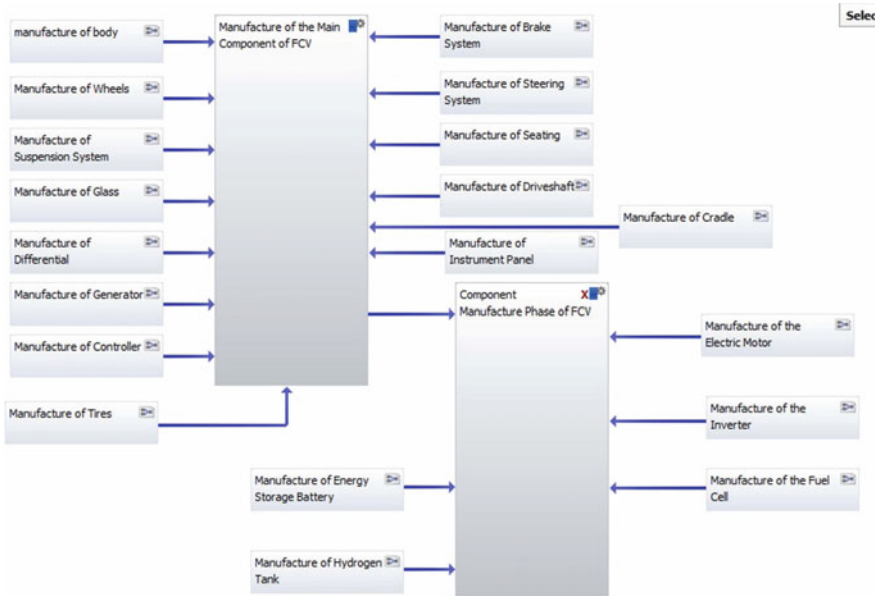 manufacture of body
Manufacture of Wheels
Manufacture of
Suspension System
Manufacture of Glass
Manufacture of
Differential
Manufacture of Generator
Manufacture of Controller
Manufacture of Tires
Manufacture of the Main
Component of FCV
Manufacture of Brake
System
Manufacture of Steering
System
Manufacture of Seating
Manufacture of Driveshaft
Manufacture of Cradle
Manufacture of
Instrument Panel
Component
X
Manufacture Phase of FCV
Manufacture of the
Electric Motor
Manufacture of the
Inverter
Manufacture of the Fuel
Cell
Manufacture of Energy
Storage Battery
Manufacture of Hydrogen
Tank
Selec